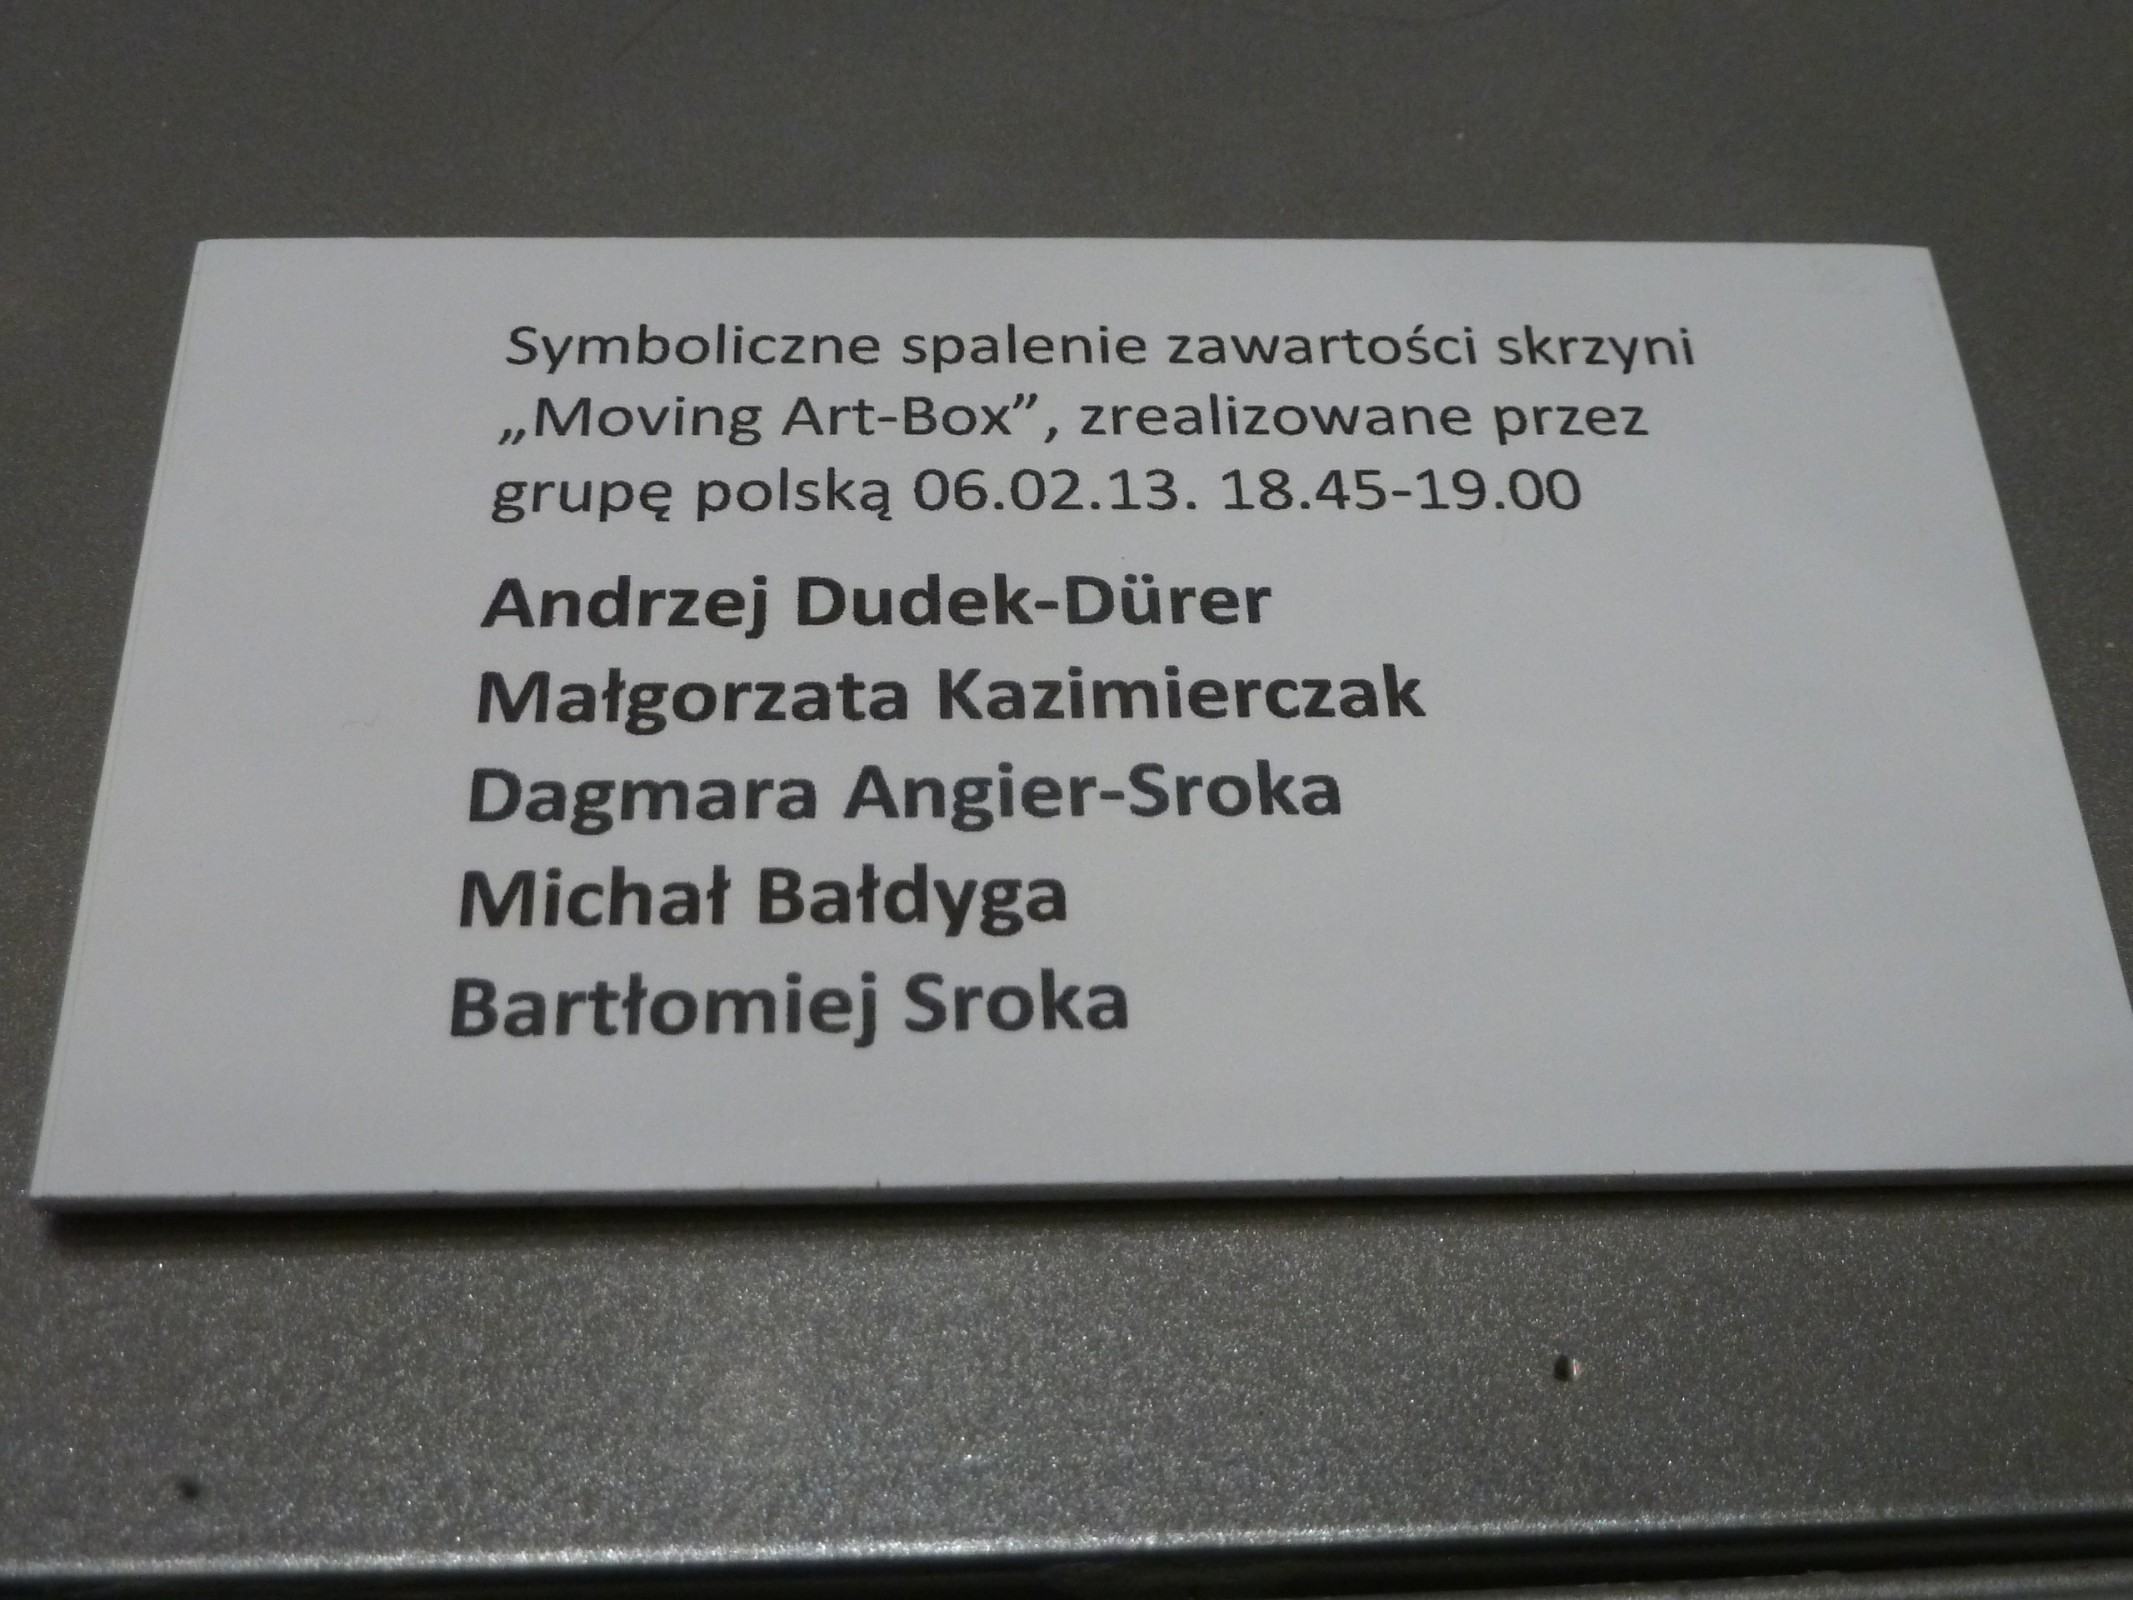 Symboliczne spalenie zawartości skrzyni
„Moving Art-Box”, zrealizowane przez
grupę polską 06.02.13. 18.45-19.00
Andrzej Dudek-Dürer
Małgorzata Kazimierczak
Dagmara Angier-Sroka
Michał Bałdyga
Bartłomiej Sroka